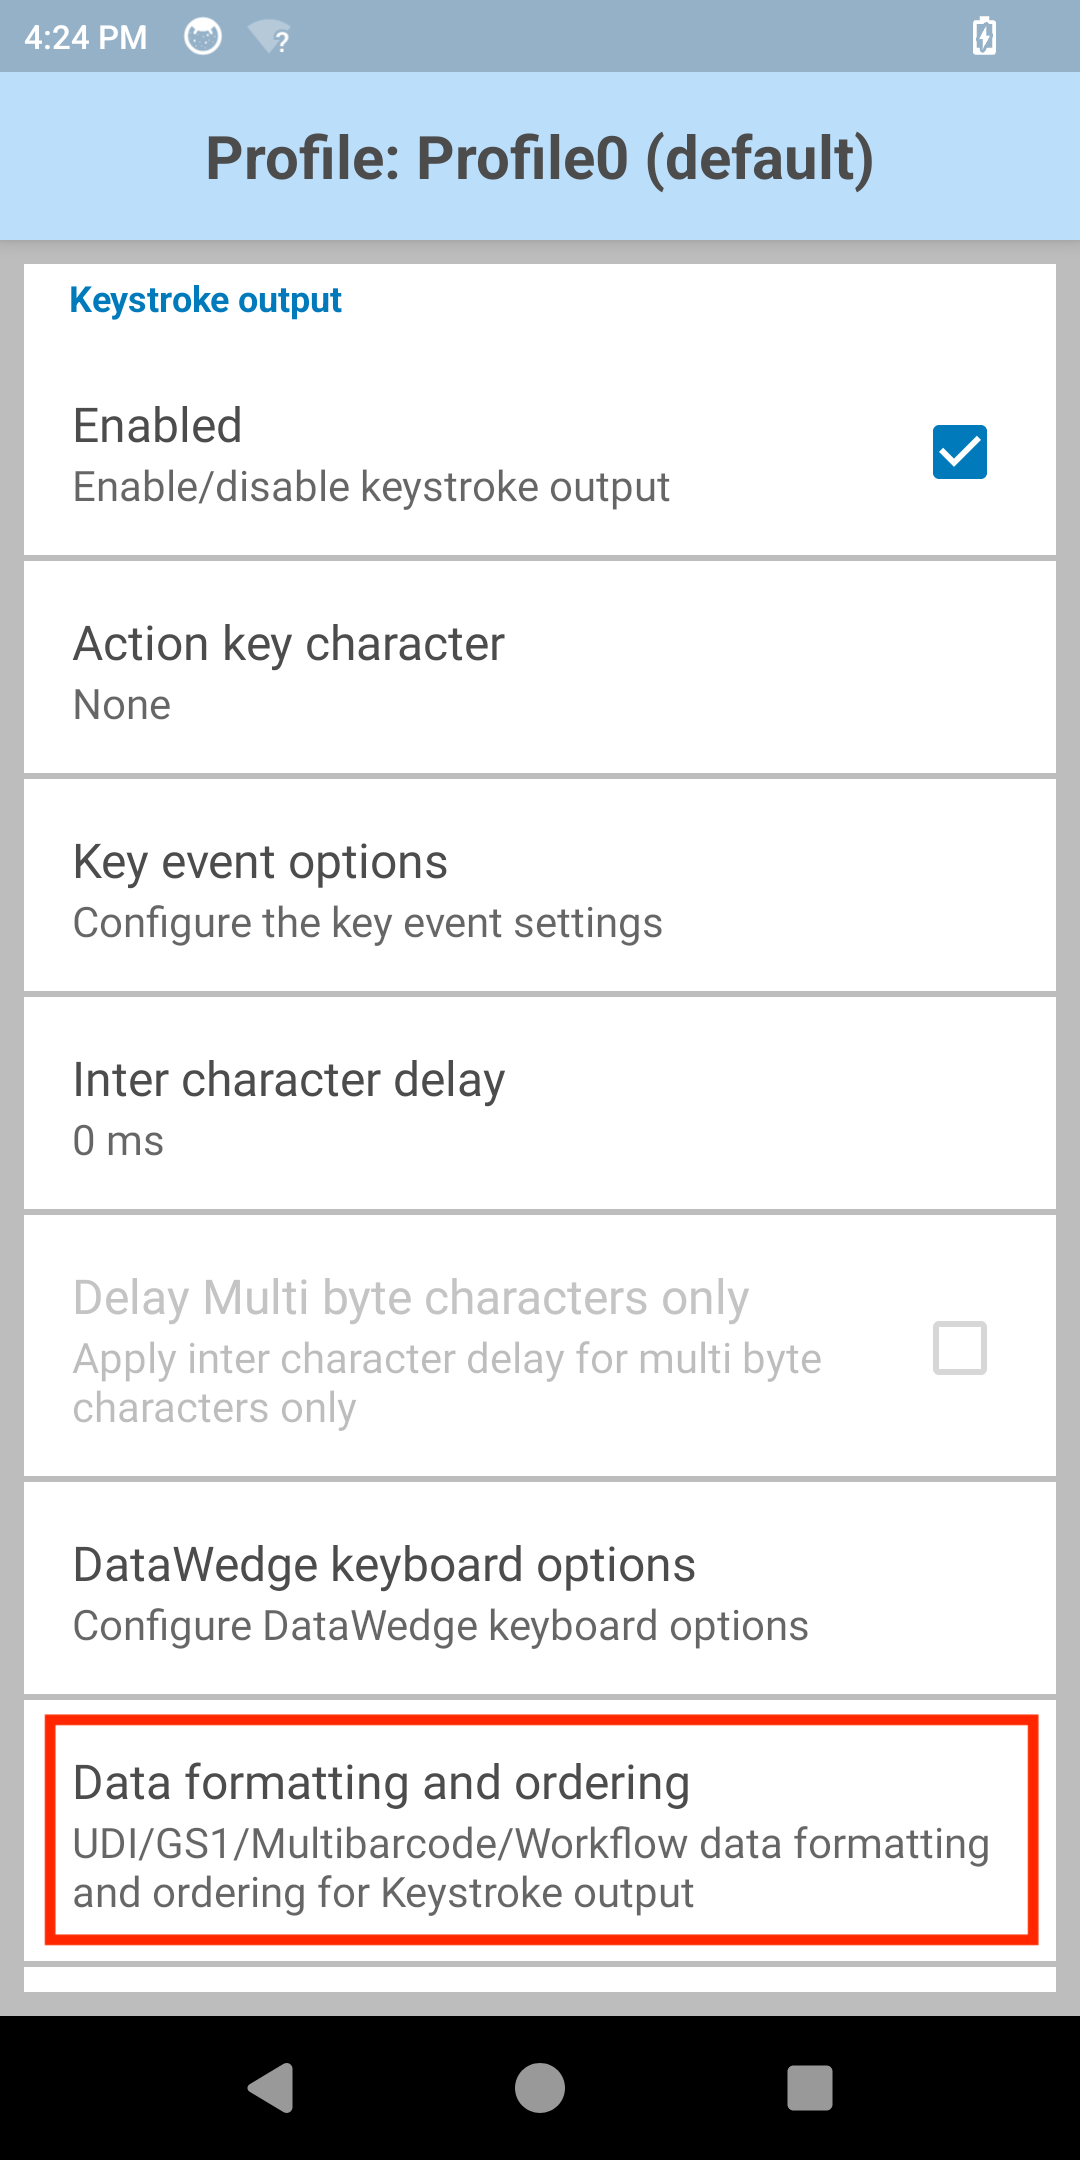 4:24 PM
Profile: Profile0 (default)
Keystroke output
Enabled
Enable/disable keystroke output
Action key character
None
Key event options
Configure the key event settings
Inter character delay
0 ms
Delay Multi byte characters only
Apply inter character delay for multi byte
characters only
DataWedge keyboard options
Configure DataWedge keyboard options
Data formatting and ordering
UDI/GS1/Multibarcode/Workflow data formatting
and ordering for Keystroke output